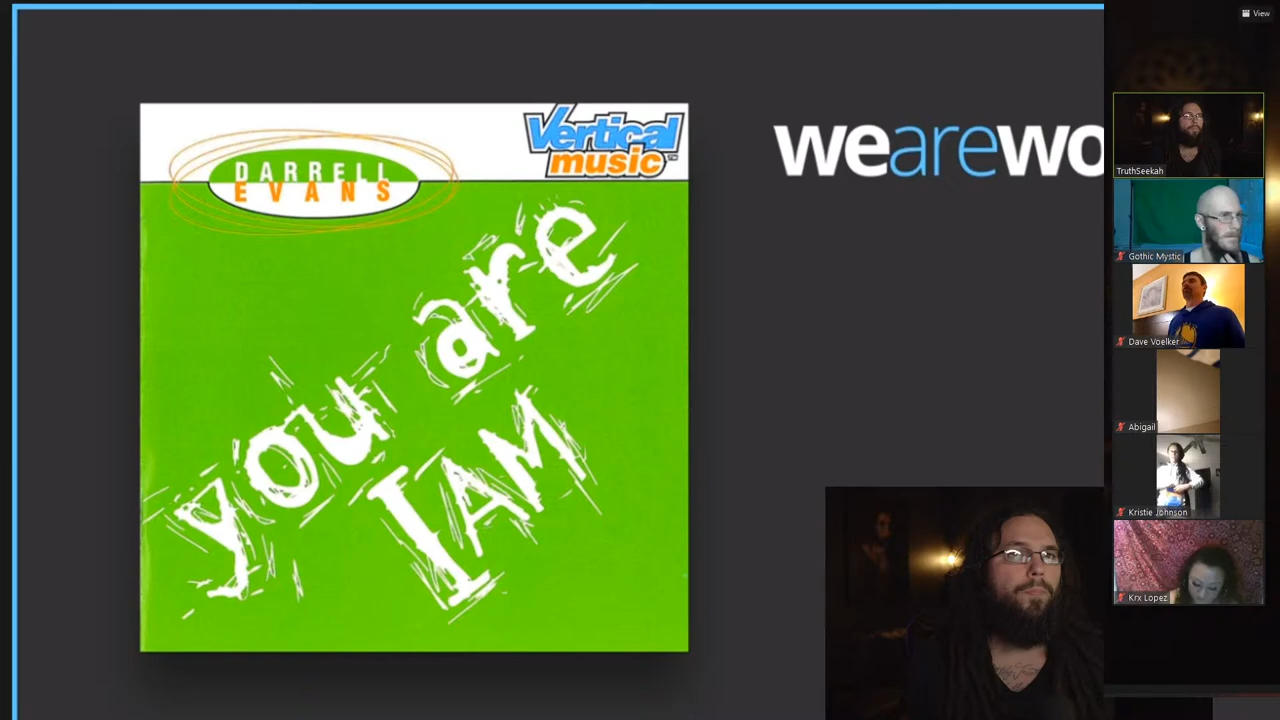 View
Vertical
music
DARRELL
EVANS
wearewo
you are
I AM
TruthSeekah
Gothic Mystic
Dave Voelker
Abigail
Kristie Johnson
Krx Lopez